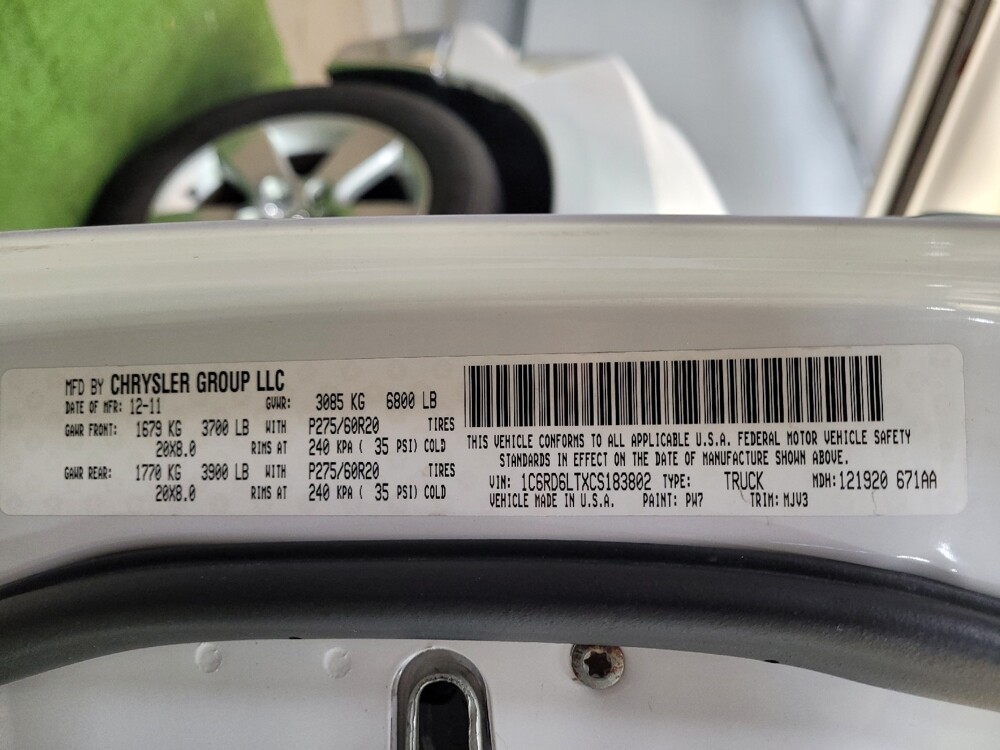 MFD BY CHRYSLER GROUP LLC
DATE OF MFR: 12-11 GVWR: 3085 KG 6800 LB
GAWR FRONT: 1679 KG 3700 LB WITH P275/60R20 TIRES
20X8.0 RIMS AT 240 KPA ( 35 PSI) COLD
GAWR REAR: 1770 KG 3900 LB WITH P275/60R20 TIRES
20X8.0 RIMS AT 240 KPA ( 35 PSI) COLD
THIS VEHICLE CONFORMS TO ALL APPLICABLE U.S.A. FEDERAL MOTOR VEHICLE SAFETY
STANDARDS IN EFFECT ON THE DATE OF MANUFACTURE SHOWN ABOVE.
VIN: 1C6RD6LTXCS183802 TYPE: TRUCK MDH: 121920 671AA
VEHICLE MADE IN U.S.A. PAINT: PW7 TRIM: MJV3